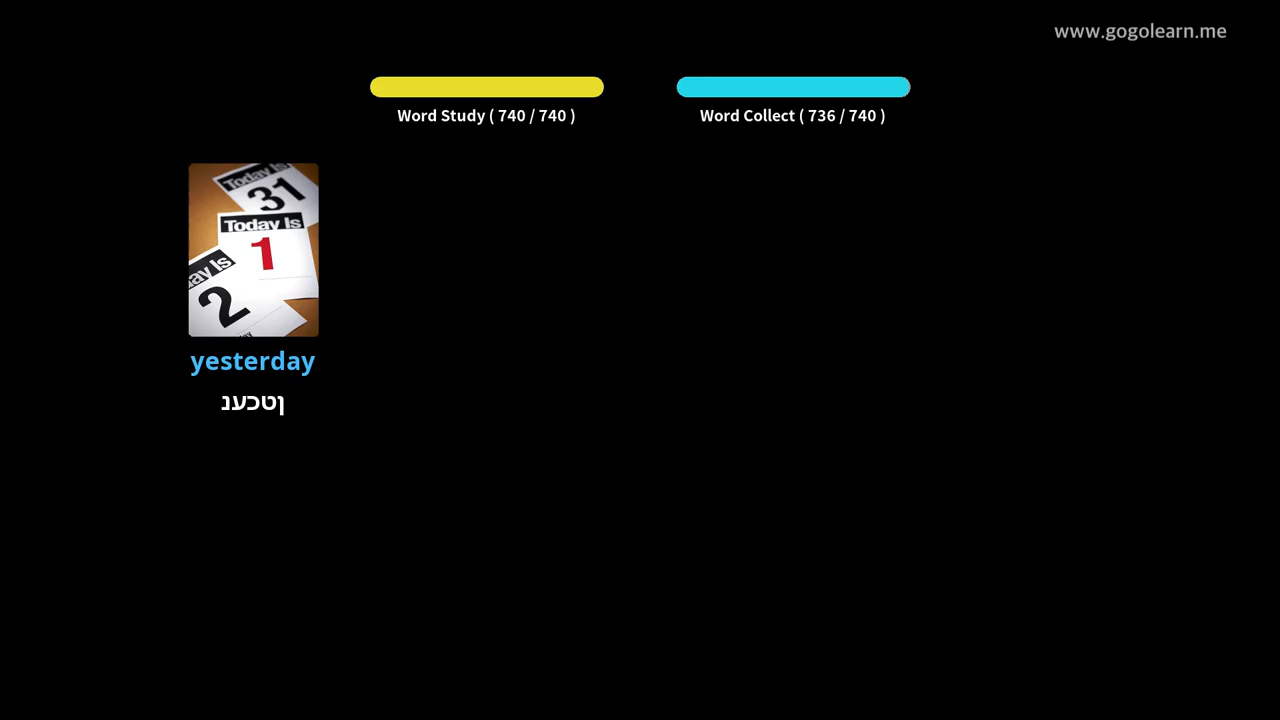 www.gogolearn.me
Word Study ( 740 / 740 )
Word Collect ( 736 / 740 )
Today Is
31
Today Is
1
ay Is
2
yesterday
ןטכענ